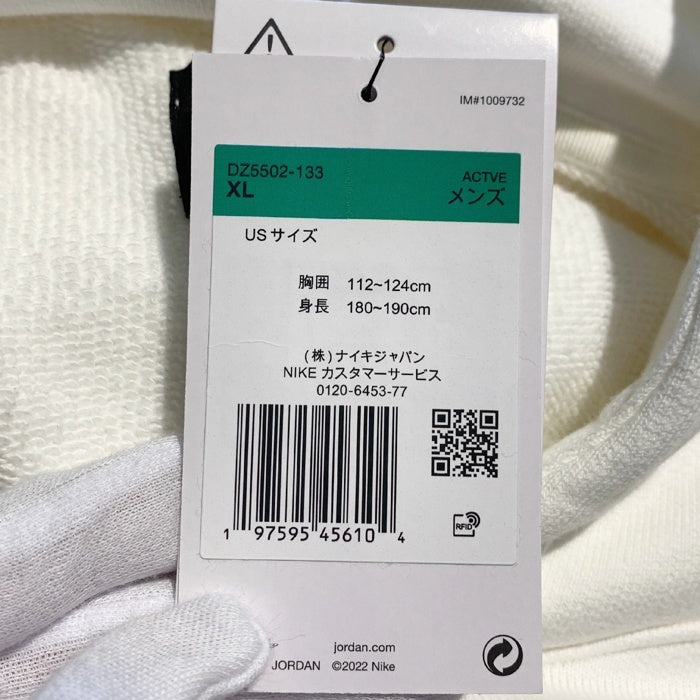 IM#1009732
DZ5502-133
XL
ACTVE
メンズ
USサイズ
胸囲 112~124cm
身長 180~190cm
(株)ナイキジャパン
NIKE カスタマーサービス
0120-6453-77
1 97595 45610 4
RFID
jordan.com
JORDAN ©2022 Nike